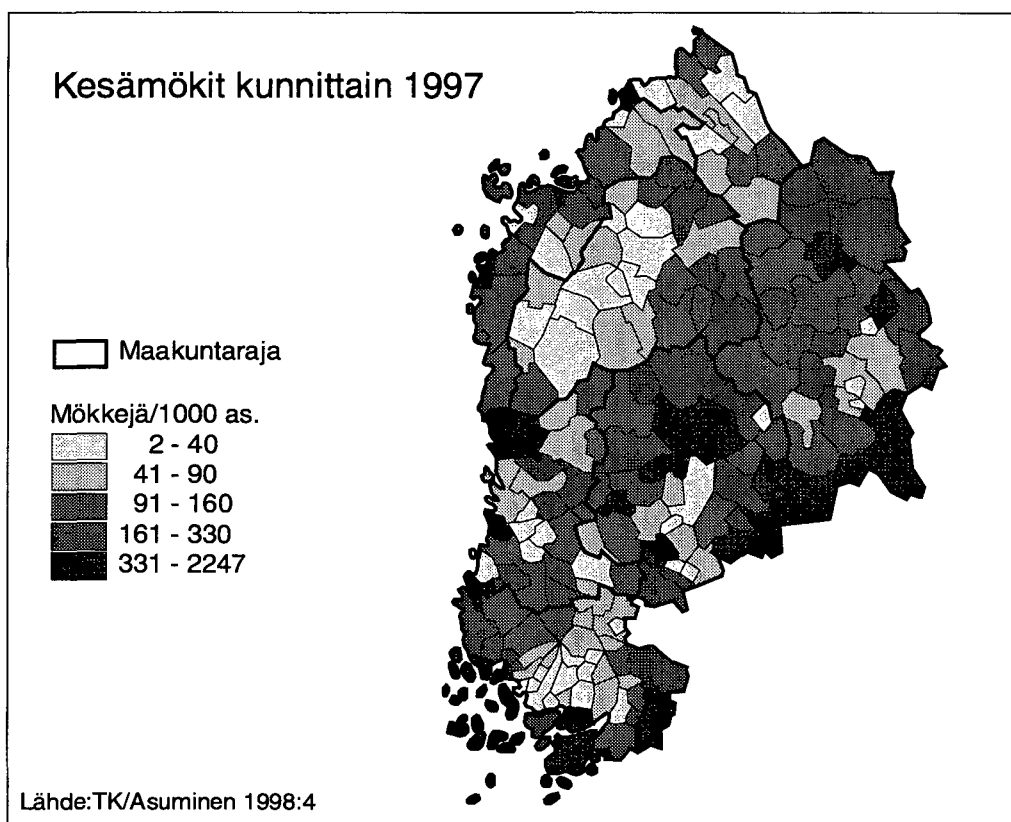 Kesämökit kunnittain 1997
Maakuntaraja
Mökkejä/1000 as.
2 - 40
41 - 90
91 - 160
161 - 330
331 - 2247
Lähde:TK/Asuminen 1998:4